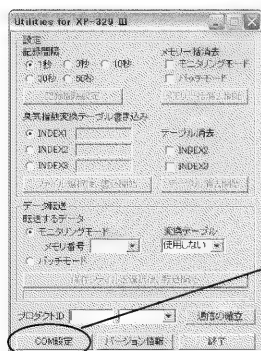 Utilities for XP-329 III
設定
記録間隔
メモリー括消去
1秒 3秒 10秒
モニタリングモード
30秒 60秒
バッチモード
臭気指数変換テーブル書き込み
テーブル消去
INDEX1
INDEX2
INDEX2
INDEX3
INDEX3
データ転送
転送するデータ
モニタリングモード
変換テーブル
メモリ番号
使用しない
バッチモード
プロダクトID
通信の確立
COM設定
バージョン情報
終了